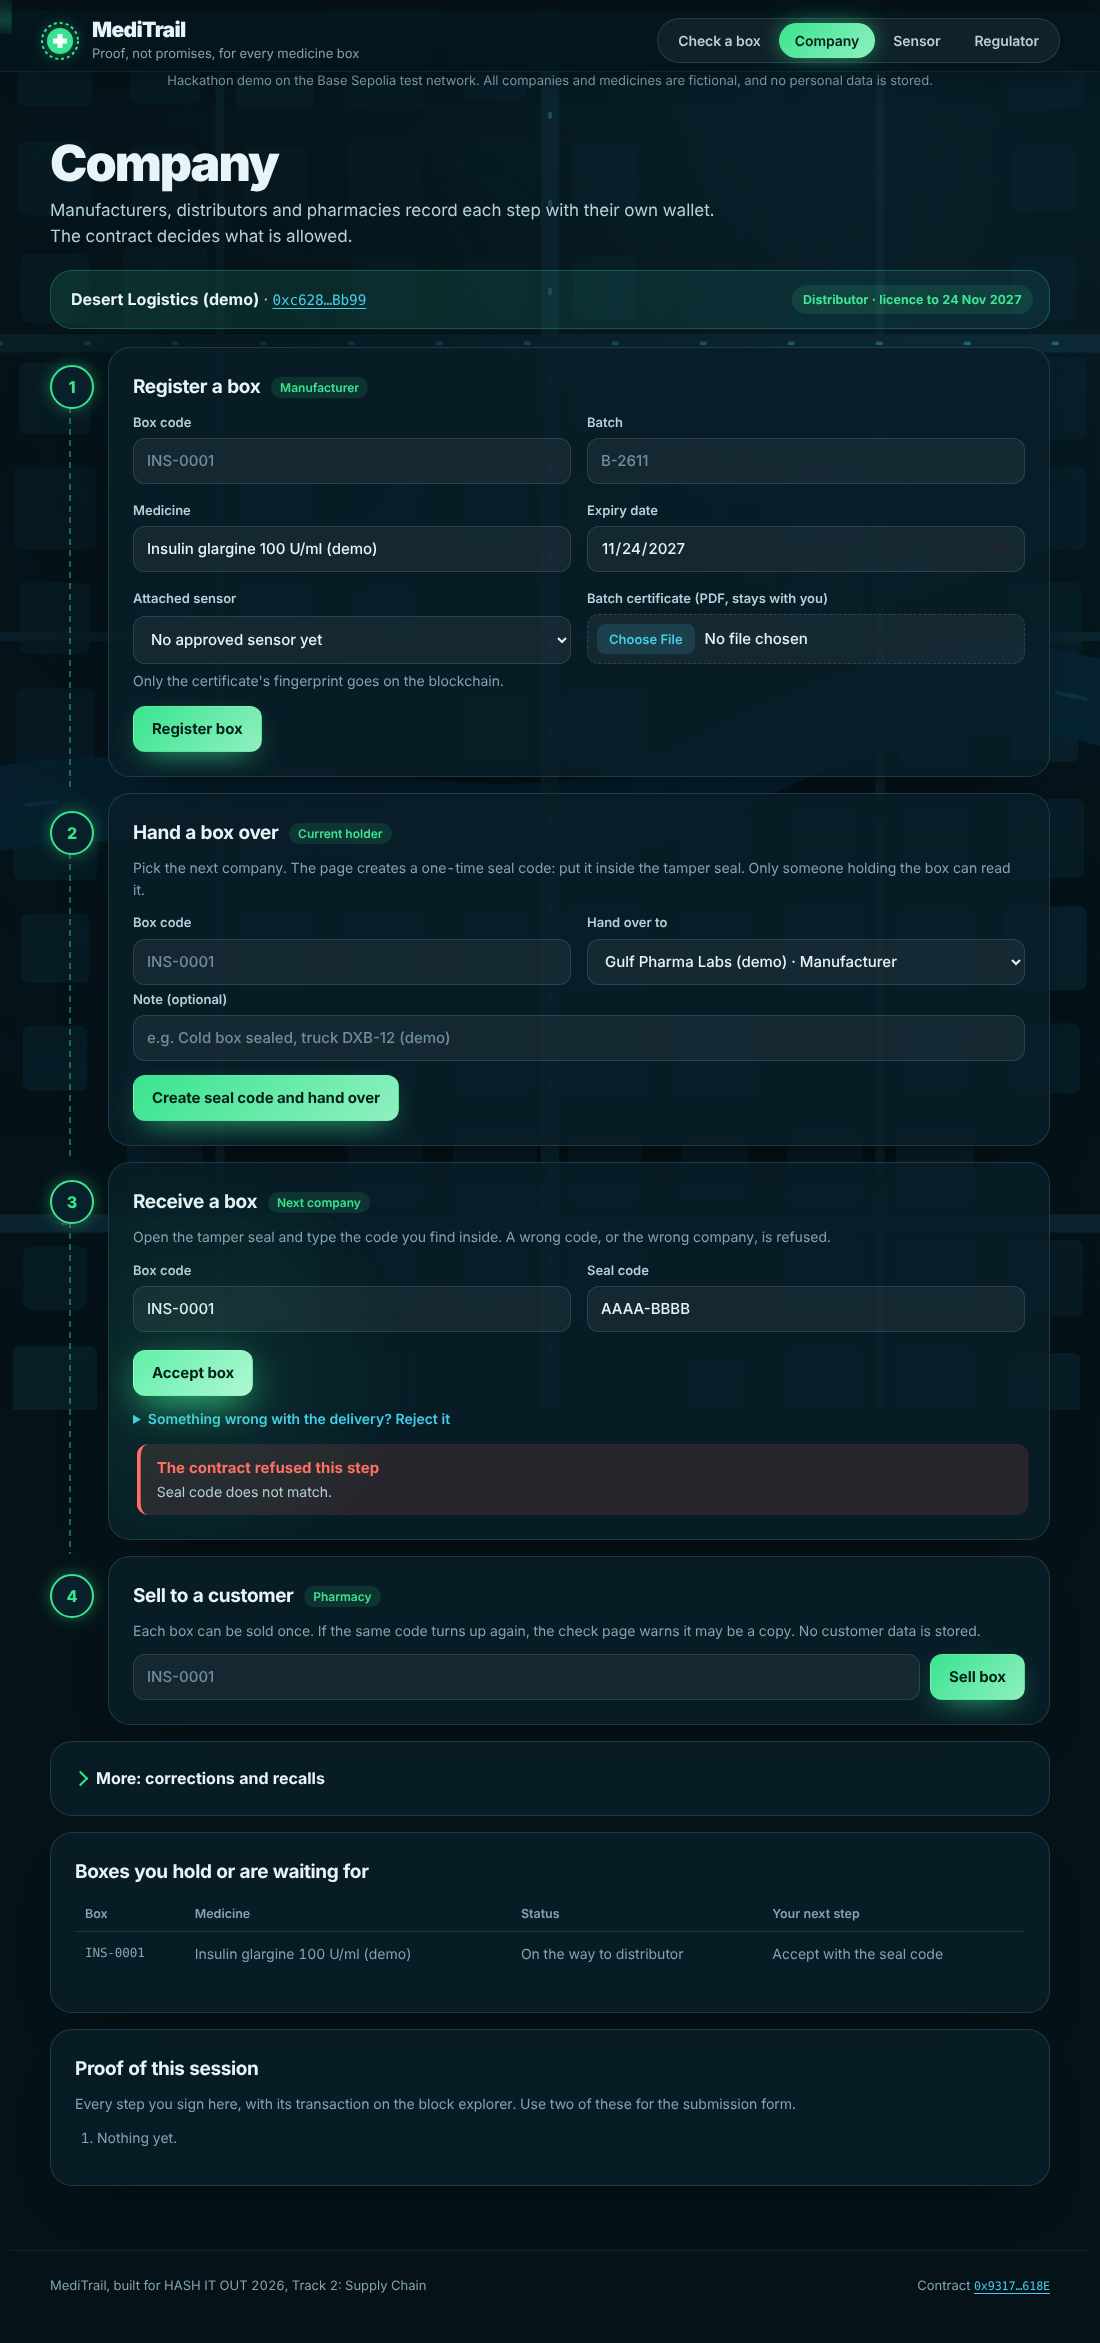 MediTrail
Proof, not promises, for every medicine box
Check a box
Company
Sensor
Regulator
Hackathon demo on the Base Sepolia test network. All companies and medicines are fictional, and no personal data is stored.
Company
Manufacturers, distributors and pharmacies record each step with their own wallet.
The contract decides what is allowed.
Desert Logistics (demo) · 0xc628…Bb99
Distributor · licence to 24 Nov 2027
1
Register a box
Manufacturer
Box code
Batch
INS-0001
B-2611
Medicine
Expiry date
Insulin glargine 100 U/ml (demo)
11/24/2027
Attached sensor
Batch certificate (PDF, stays with you)
No approved sensor yet
Choose File
No file chosen
Only the certificate's fingerprint goes on the blockchain.
Register box
2
Hand a box over
Current holder
Pick the next company. The page creates a one-time seal code: put it inside the tamper seal. Only someone holding the box can read
it.
Box code
Hand over to
INS-0001
Gulf Pharma Labs (demo) · Manufacturer
Note (optional)
e.g. Cold box sealed, truck DXB-12 (demo)
Create seal code and hand over
3
Receive a box
Next company
Open the tamper seal and type the code you find inside. A wrong code, or the wrong company, is refused.
Box code
Seal code
INS-0001
AAAA-BBBB
Accept box
Something wrong with the delivery? Reject it
The contract refused this step
Seal code does not match.
4
Sell to a customer
Pharmacy
Each box can be sold once. If the same code turns up again, the check page warns it may be a copy. No customer data is stored.
INS-0001
Sell box
More: corrections and recalls
Boxes you hold or are waiting for
Box
Medicine
Status
Your next step
INS-0001
Insulin glargine 100 U/ml (demo)
On the way to distributor
Accept with the seal code
Proof of this session
Every step you sign here, with its transaction on the block explorer. Use two of these for the submission form.
1. Nothing yet.
MediTrail, built for HASH IT OUT 2026, Track 2: Supply Chain
Contract 0x9317…618E